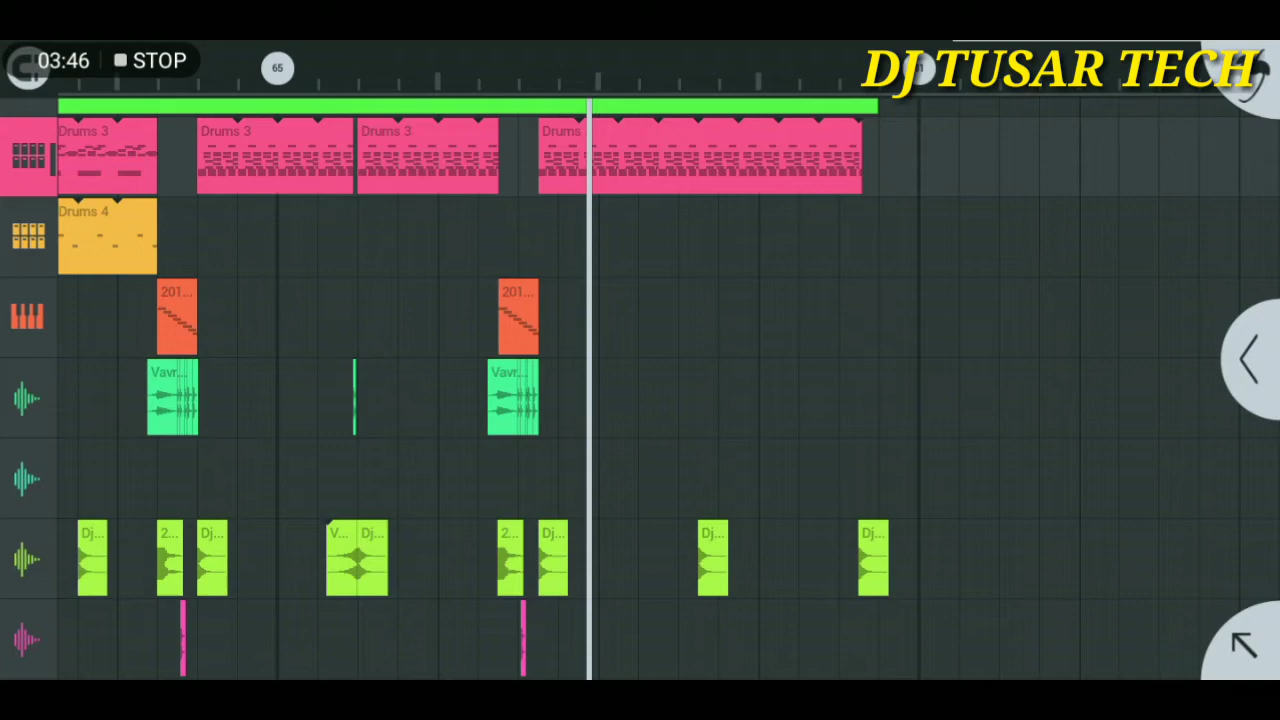 03:46 STOP
65
DJ TUSAR TECH
Drums 3 Drums 3 Drums 3 Drums
Drums 4
201... 201...
Vavr... Vavr...
Dj... 2... Dj... V... Dj... 2... Dj... Dj... Dj...